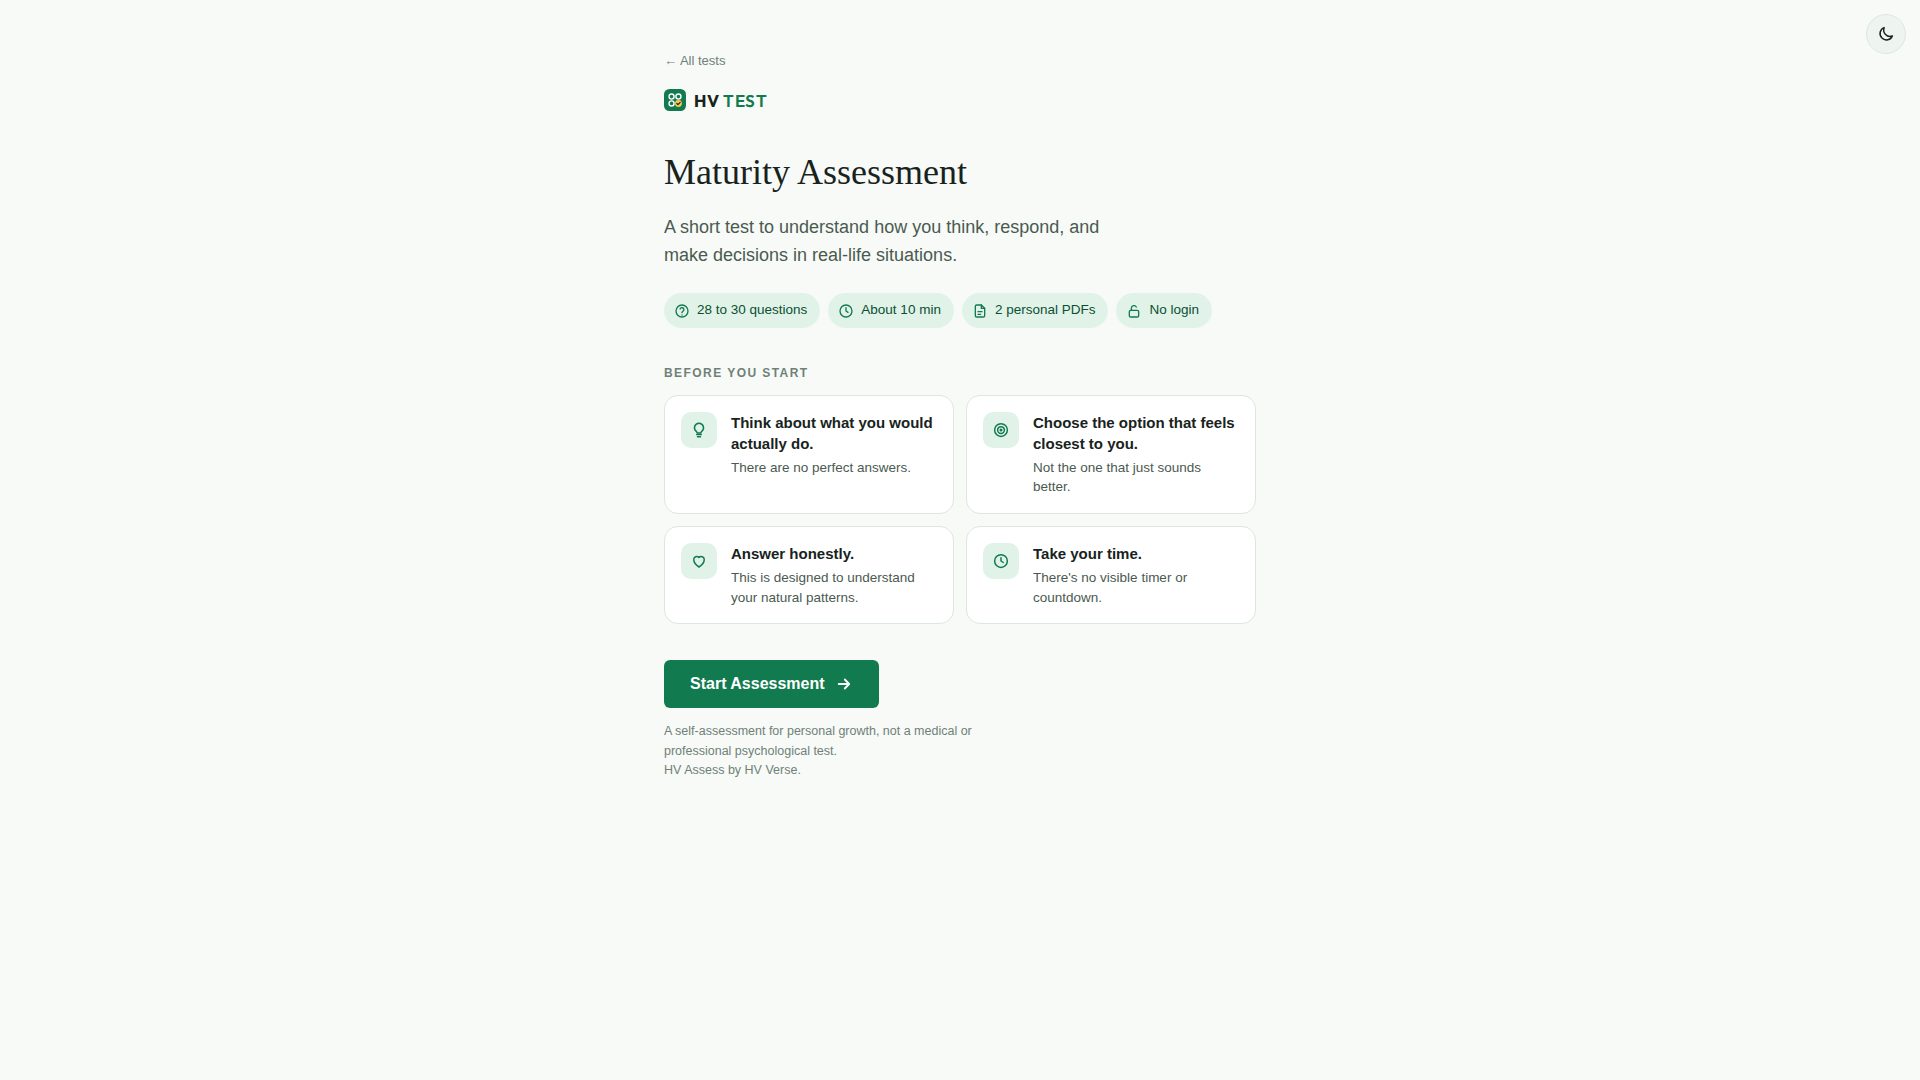 ← All tests
HV TEST
Maturity Assessment
A short test to understand how you think, respond, and
make decisions in real-life situations.
28 to 30 questions
About 10 min
2 personal PDFs
No login
BEFORE YOU START
Think about what you would
actually do.
There are no perfect answers.
Choose the option that feels
closest to you.
Not the one that just sounds
better.
Answer honestly.
This is designed to understand
your natural patterns.
Take your time.
There's no visible timer or
countdown.
Start Assessment →
A self-assessment for personal growth, not a medical or
professional psychological test.
HV Assess by HV Verse.